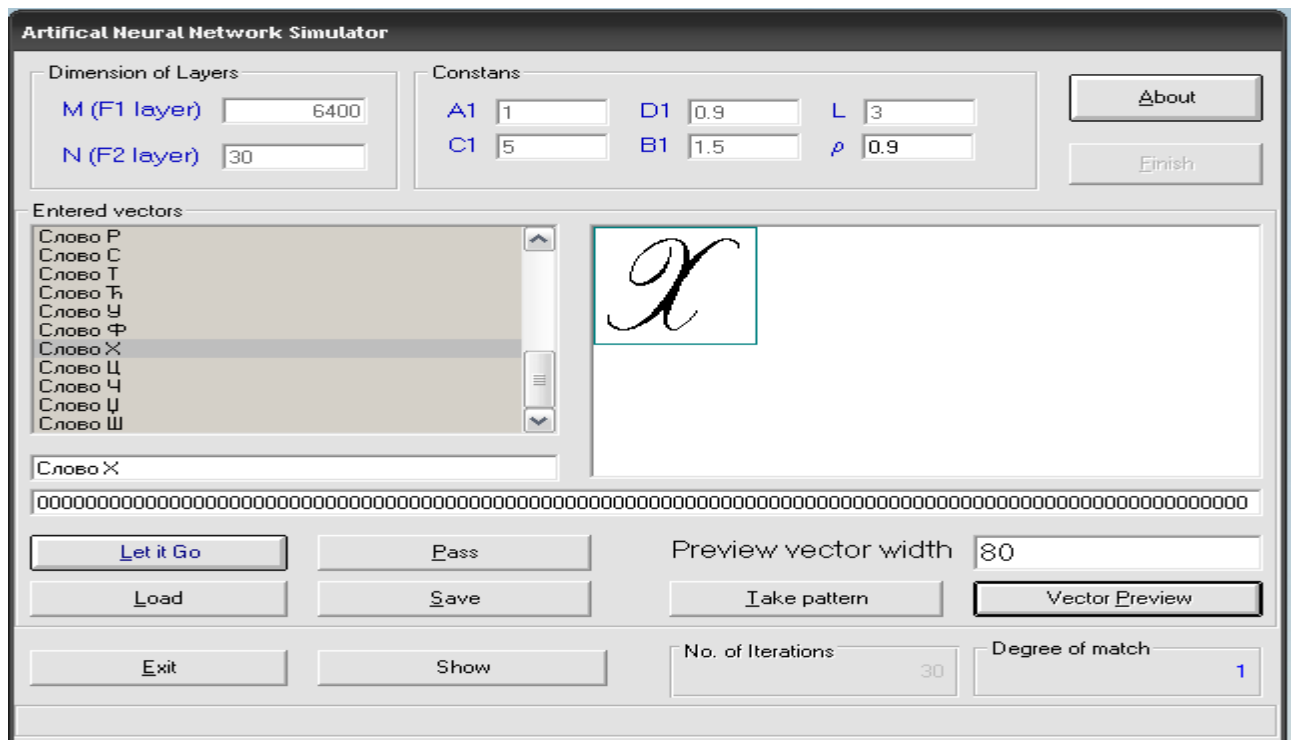 Artifical Neural Network Simulator
Dimension of Layers
M (F1 layer) 6400
N (F2 layer) 30
Constans
A1 1 D1 0.9 L 3
C1 5 B1 1.5 ρ 0.9
About
Finish
Entered vectors
Слово Р
Слово С
Слово Т
Слово Ћ
Слово У
Слово Ф
Слово Х
Слово Ц
Слово Ч
Слово Џ
Слово Ш
Х
Слово Х
Let it Go Pass Preview vector width 80
Load Save Take pattern Vector Preview
Exit Show
No. of Iterations
30
Degree of match
1